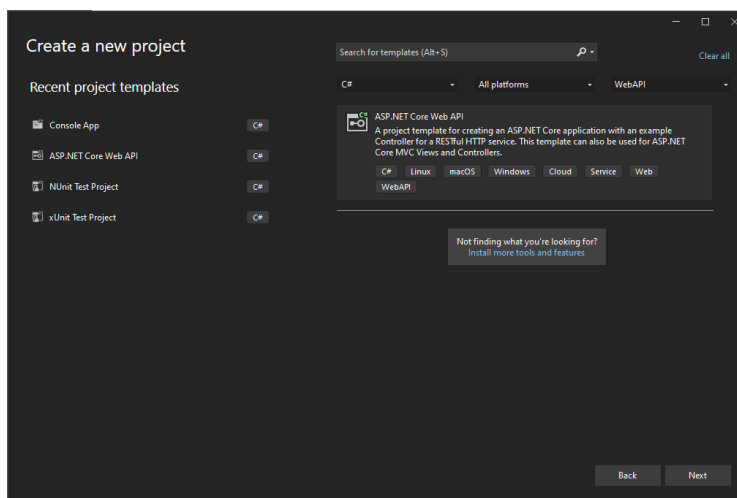 Create a new project
Search for templates (Alt+S)
Clear all
Recent project templates
C#
All platforms
WebAPI
Console App C#
ASP.NET Core Web API C#
NUnit Test Project C#
xUnit Test Project C#
ASP.NET Core Web API
A project template for creating an ASP.NET Core application with an example
Controller for a RESTful HTTP service. This template can also be used for ASP.NET
Core MVC Views and Controllers.
C# Linux macOS Windows Cloud Service Web
WebAPI
Not finding what you're looking for?
Install more tools and features
Back
Next